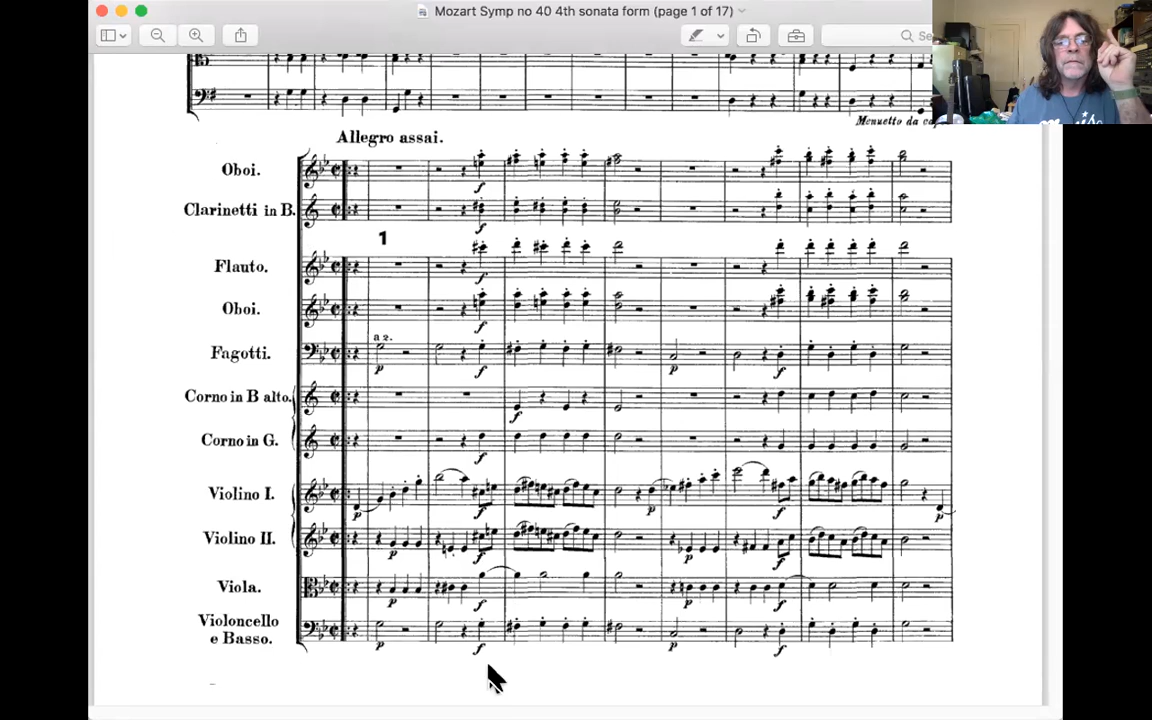 Mozart Symp no 40 4th sonata form (page 1 of 17)
Menuetto da
Allegro assai.
Oboi.
Clarinetti in B.
1
Flauto.
Oboi.
a 2.
Fagotti.
p p
f f
Corno in B alto.
f
Corno in G.
f
Violino I.
p f p f p
Violino II.
p f p f
Viola.
p f p f
Violoncello
e Basso.
p f p f